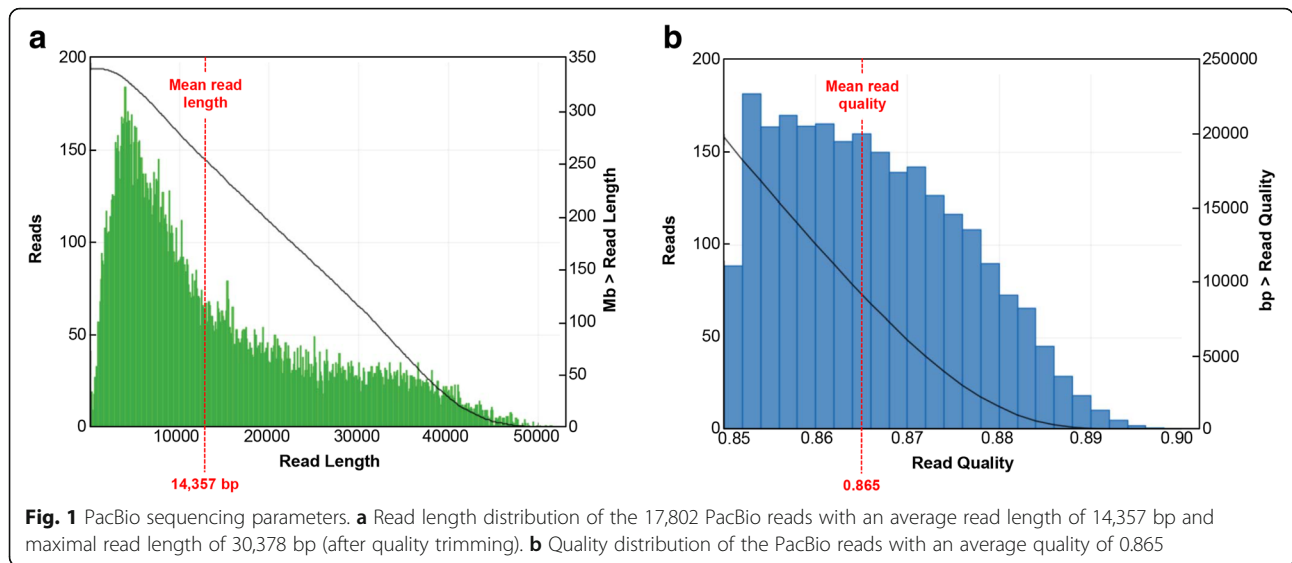 a
200
150
100
50
0
Reads
350
300
250
200
150
100
50
0
Mb > Read Length
Mean read
length
10000 20000 30000 40000 50000
Read Length
14,357 bp
b
200
150
100
50
0
Reads
250000
20000
15000
10000
5000
0
bp > Read Quality
Mean read
quality
0.85 0.86 0.87 0.88 0.89 0.90
Read Quality
0.865
Fig. 1 PacBio sequencing parameters. a Read length distribution of the 17,802 PacBio reads with an average read length of 14,357 bp and
maximal read length of 30,378 bp (after quality trimming). b Quality distribution of the PacBio reads with an average quality of 0.865